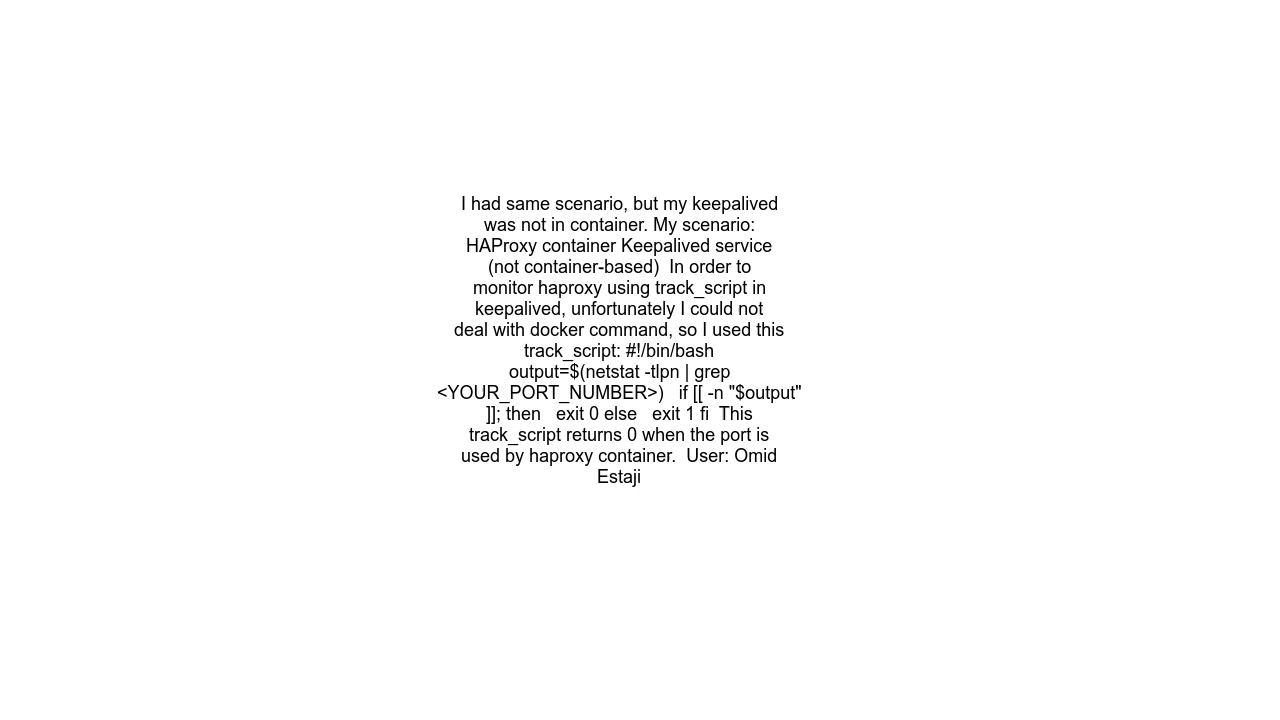 I had same scenario, but my keepalived
was not in container. My scenario:
HAProxy container Keepalived service
(not container-based)  In order to
monitor haproxy using track_script in
keepalived, unfortunately I could not
deal with docker command, so I used this
track_script: #!/bin/bash
output=$(netstat -tlpn | grep
<YOUR_PORT_NUMBER>)   if [[ -n "$output"
]]; then   exit 0 else   exit 1 fi  This
track_script returns 0 when the port is
used by haproxy container.  User: Omid
Estaji